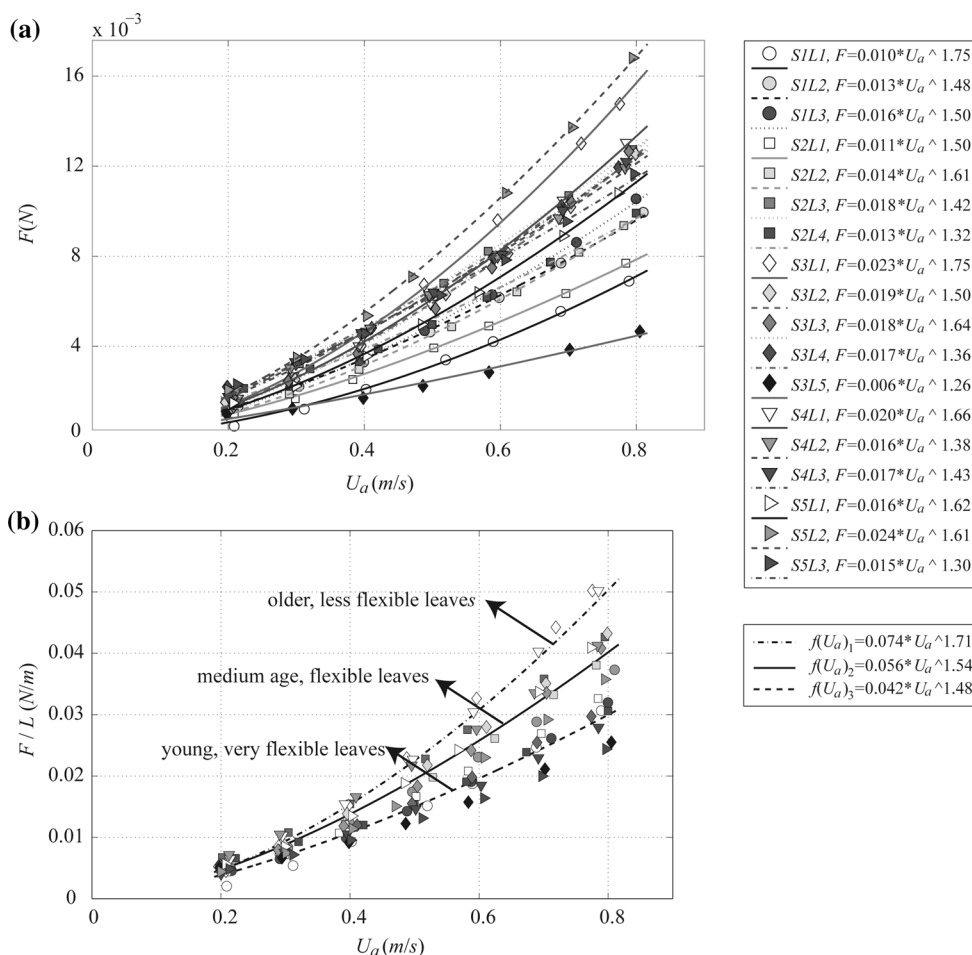 (a)
x 10⁻³
16
12
8
4
0
F(N)
0.2
0.4
0.6
0.8
U_a (m/s)
S1L1, F=0.010*U_a ^ 1.75
S1L2, F=0.013*U_a ^ 1.48
S1L3, F=0.016*U_a ^ 1.50
S2L1, F=0.011*U_a ^ 1.50
S2L2, F=0.014*U_a ^ 1.61
S2L3, F=0.018*U_a ^ 1.42
S2L4, F=0.013*U_a ^ 1.32
S3L1, F=0.023*U_a ^ 1.75
S3L2, F=0.019*U_a ^ 1.50
S3L3, F=0.018*U_a ^ 1.64
S3L4, F=0.017*U_a ^ 1.36
S3L5, F=0.006*U_a ^ 1.26
S4L1, F=0.020*U_a ^ 1.66
S4L2, F=0.016*U_a ^ 1.38
S4L3, F=0.017*U_a ^ 1.43
S5L1, F=0.016*U_a ^ 1.62
S5L2, F=0.024*U_a ^ 1.61
S5L3, F=0.015*U_a ^ 1.30
(b)
0.06
0.05
0.04
0.03
0.02
0.01
0
F / L (N/m)
older, less flexible leaves
medium age, flexible leaves
young, very flexible leaves
0
0.2
0.4
0.6
0.8
U_a (m/s)
f(U_a)₁=0.074*U_a^1.71
f(U_a)₂=0.056*U_a^1.54
f(U_a)₃=0.042*U_a^1.48